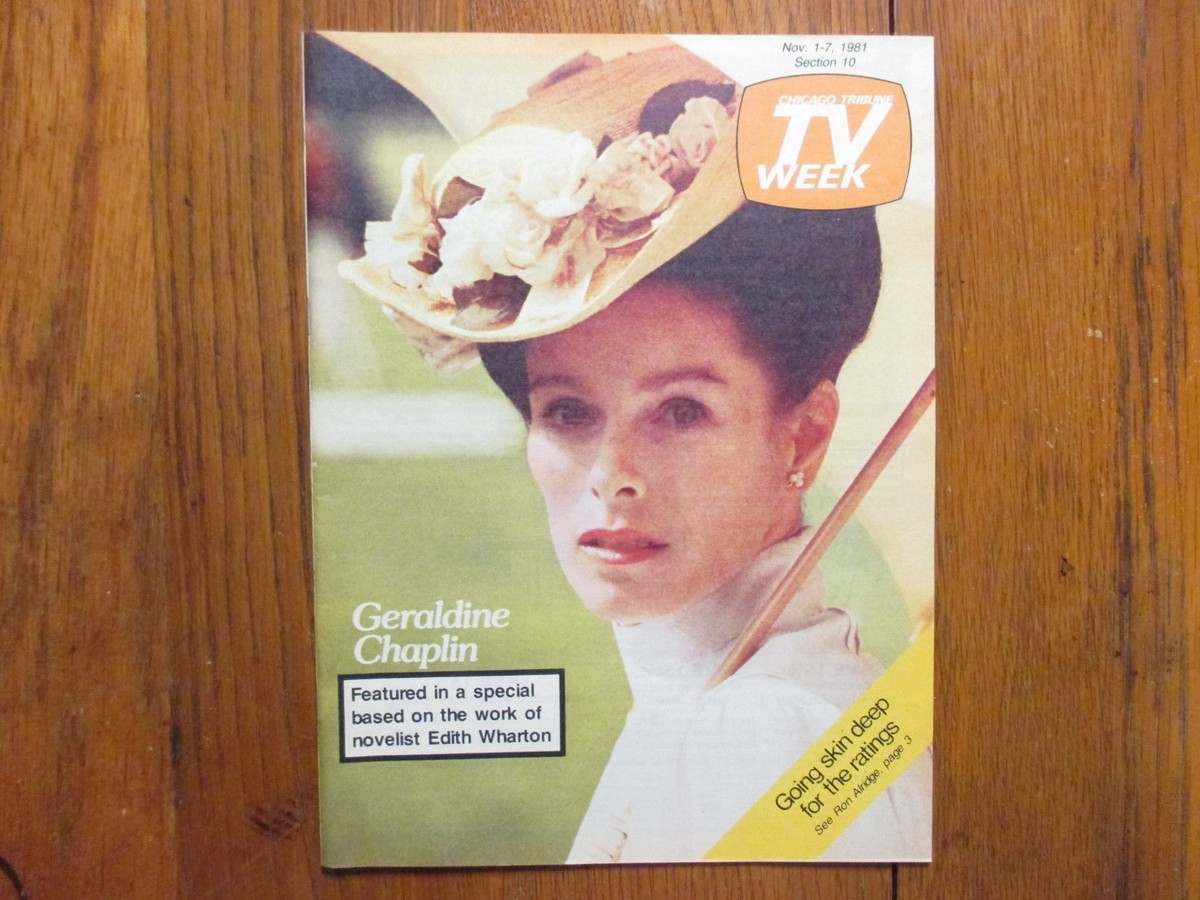 Nov. 1-7, 1981
Section 10
CHICAGO TRIBUNE
TV
WEEK
Geraldine
Chaplin
Featured in a special
based on the work of
novelist Edith Wharton
Going skin deep
for the ratings
See Ron Alridge, page 3